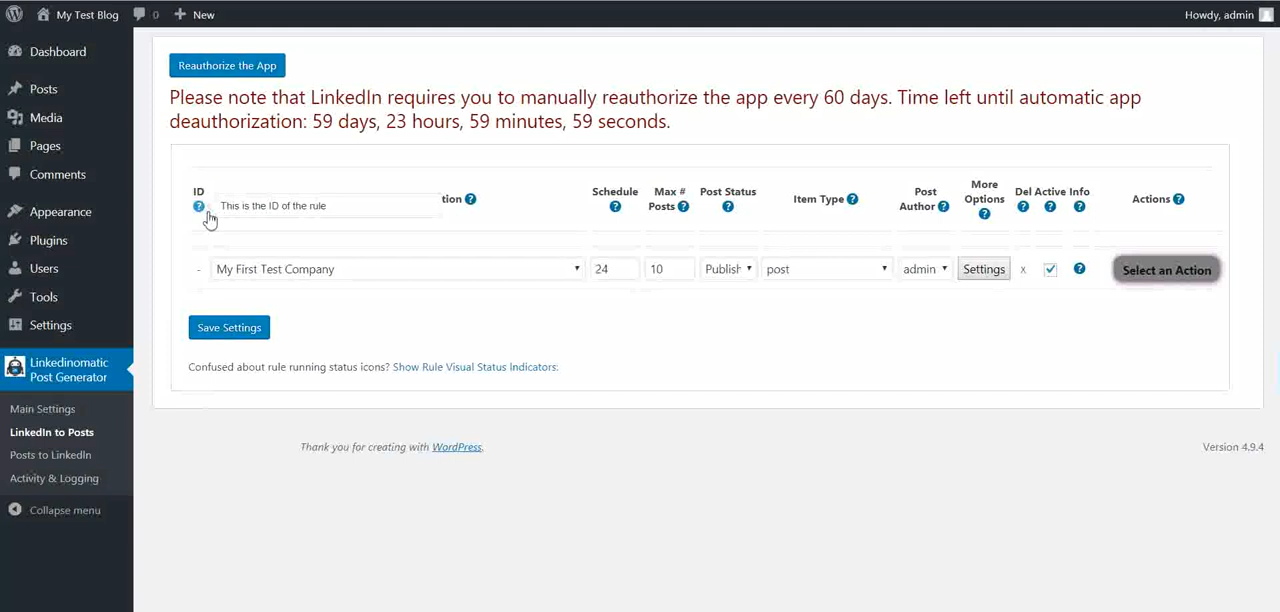 My Test Blog 0 New Howdy, admin
Dashboard
Posts
Media
Pages
Comments
Appearance
Plugins
Users
Tools
Settings
Linkedinomatic
Post Generator
Main Settings
LinkedIn to Posts
Posts to LinkedIn
Activity & Logging
Collapse menu
Reauthorize the App
Please note that LinkedIn requires you to manually reauthorize the app every 60 days. Time left until automatic app
deauthorization: 59 days, 23 hours, 59 minutes, 59 seconds.
ID
This is the ID of the rule
tion
Schedule
Max #
Posts
Post Status
Item Type
Post
Author
More
Options
Del Active Info
Actions
- My First Test Company 24 10 Publish post admin Settings x Select an Action
Save Settings
Confused about rule running status icons? Show Rule Visual Status Indicators.
Thank you for creating with WordPress. Version 4.9.4